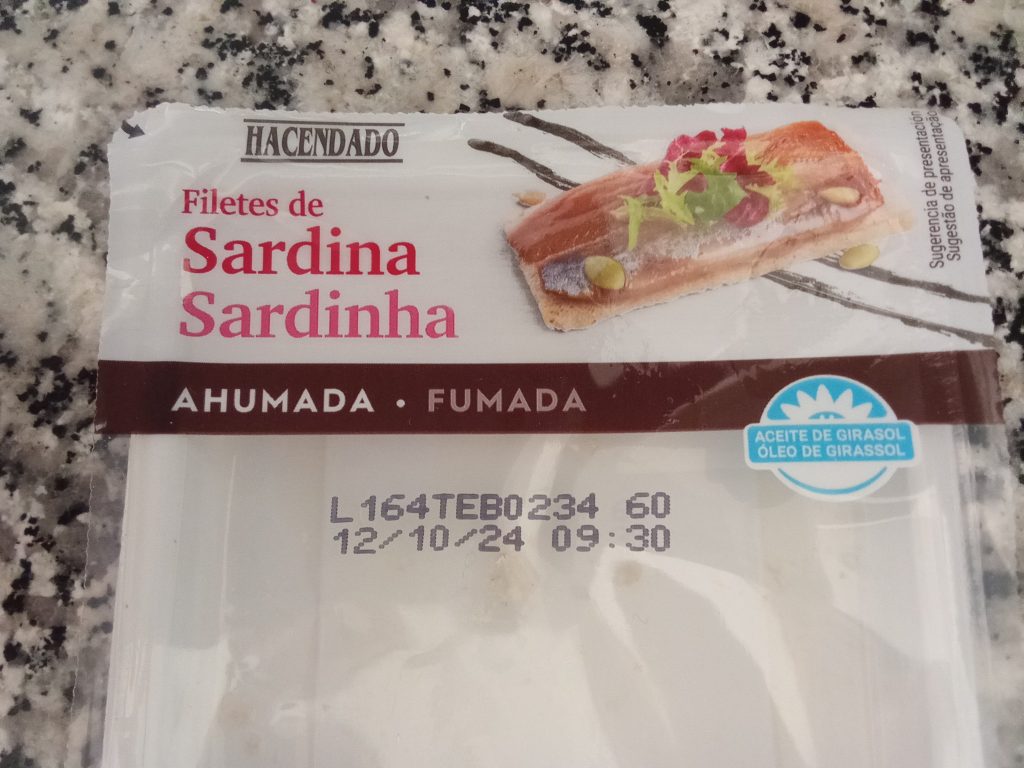 HACENDADO
Filetes de
Sardina
Sardinha
AHUMADA • FUMADA
Sugerencia de presentación
Sugestão de apresentação
ACEITE DE GIRASOL
ÓLEO DE GIRASSOL
L164TEB0234 60
12/10/24 09:30